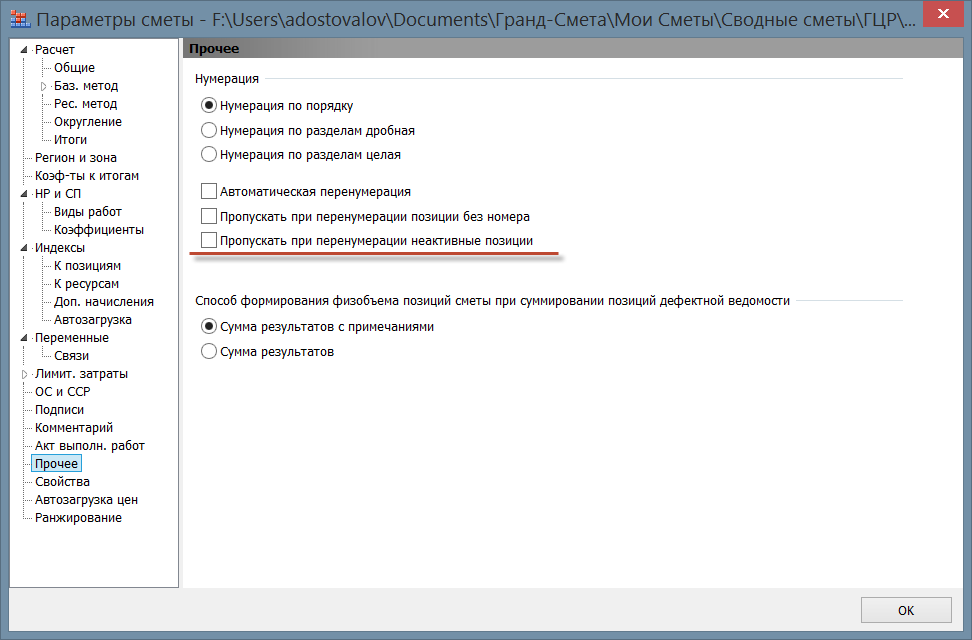 Параметры сметы - F:\Users\adostovalov\Documents\Гранд-Смета\Мои Сметы\Сводные сметы\ГЦР\...
Расчет
Общие
Баз. метод
Рес. метод
Округление
Итоги
Регион и зона
Коэф-ты к итогам
НР и СП
Виды работ
Коэффициенты
Индексы
К позициям
К ресурсам
Доп. начисления
Автозагрузка
Переменные
Связи
Лимит. затраты
ОС и ССР
Подписи
Комментарий
Акт выполн. работ
Прочее
Свойства
Автозагрузка цен
Ранжирование
Прочее
Нумерация
Нумерация по порядку
Нумерация по разделам дробная
Нумерация по разделам целая
Автоматическая перенумерация
Пропускать при перенумерации позиции без номера
Пропускать при перенумерации неактивные позиции
Способ формирования физобъема позиций сметы при суммировании позиций дефектной ведомости
Сумма результатов с примечаниями
Сумма результатов
ОК